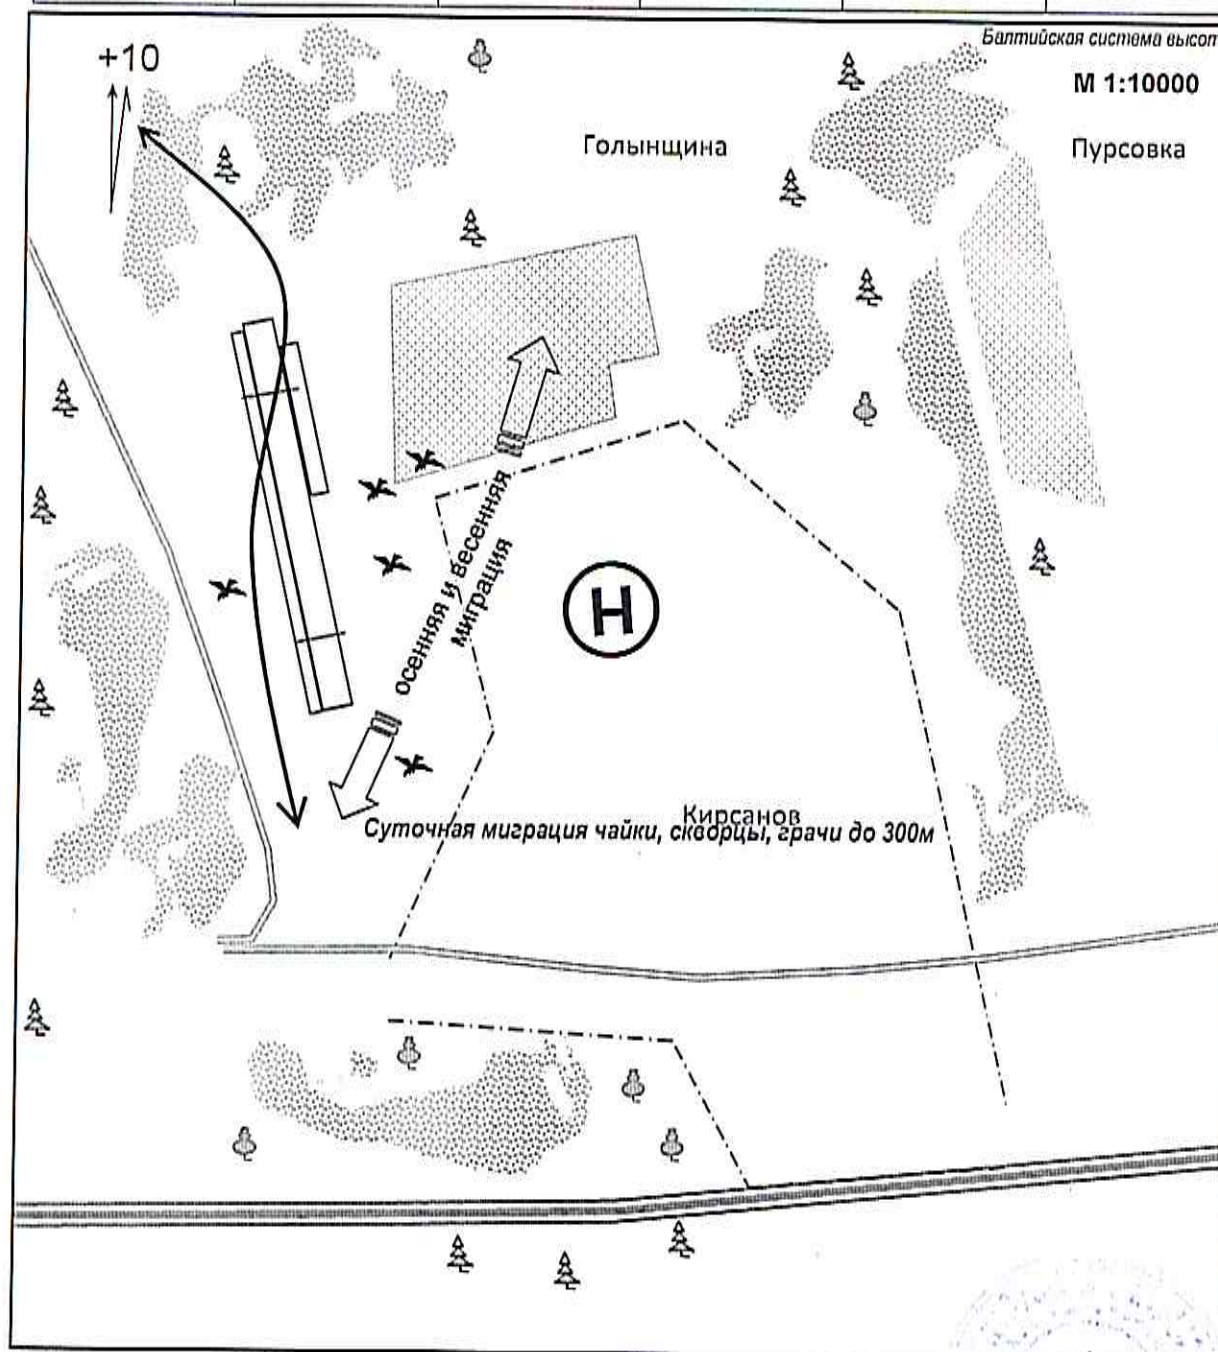 Балтийская система высот
+10
М 1:10000
Голынщина
Пурсовка
осенняя и весенняя
миграция
H
Кирсанов
Суточная миграция чайки, скворцы, грачи до 300м